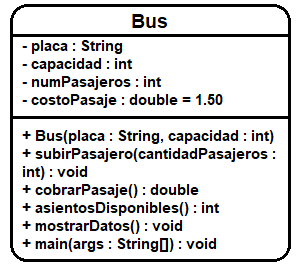 Bus
- placa : String
- capacidad : int
- numPasajeros : int
- costoPasaje : double = 1.50
+ Bus(placa : String, capacidad : int)
+ subirPasajero(cantidadPasajeros :
int) : void
+ cobrarPasaje() : double
+ asientosDisponibles() : int
+ mostrarDatos() : void
+ main(args : String[]) : void